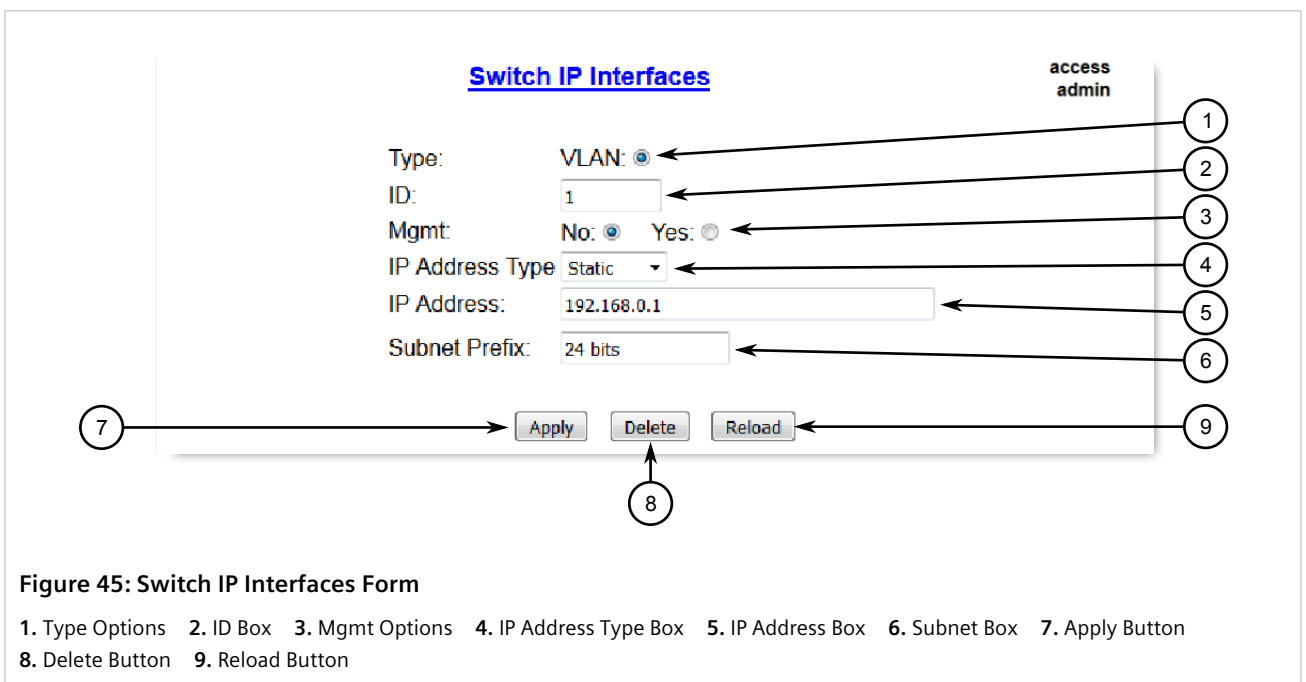 Switch IP Interfaces
access
admin
1
Type: VLAN:
2
ID: 1
3
Mgmt: No: Yes:
4
IP Address Type Static
IP Address: 192.168.0.1
5
Subnet Prefix: 24 bits
6
7
Apply Delete Reload
9
8
Figure 45: Switch IP Interfaces Form
1. Type Options 2. ID Box 3. Mgmt Options 4. IP Address Type Box 5. IP Address Box 6. Subnet Box 7. Apply Button
8. Delete Button 9. Reload Button